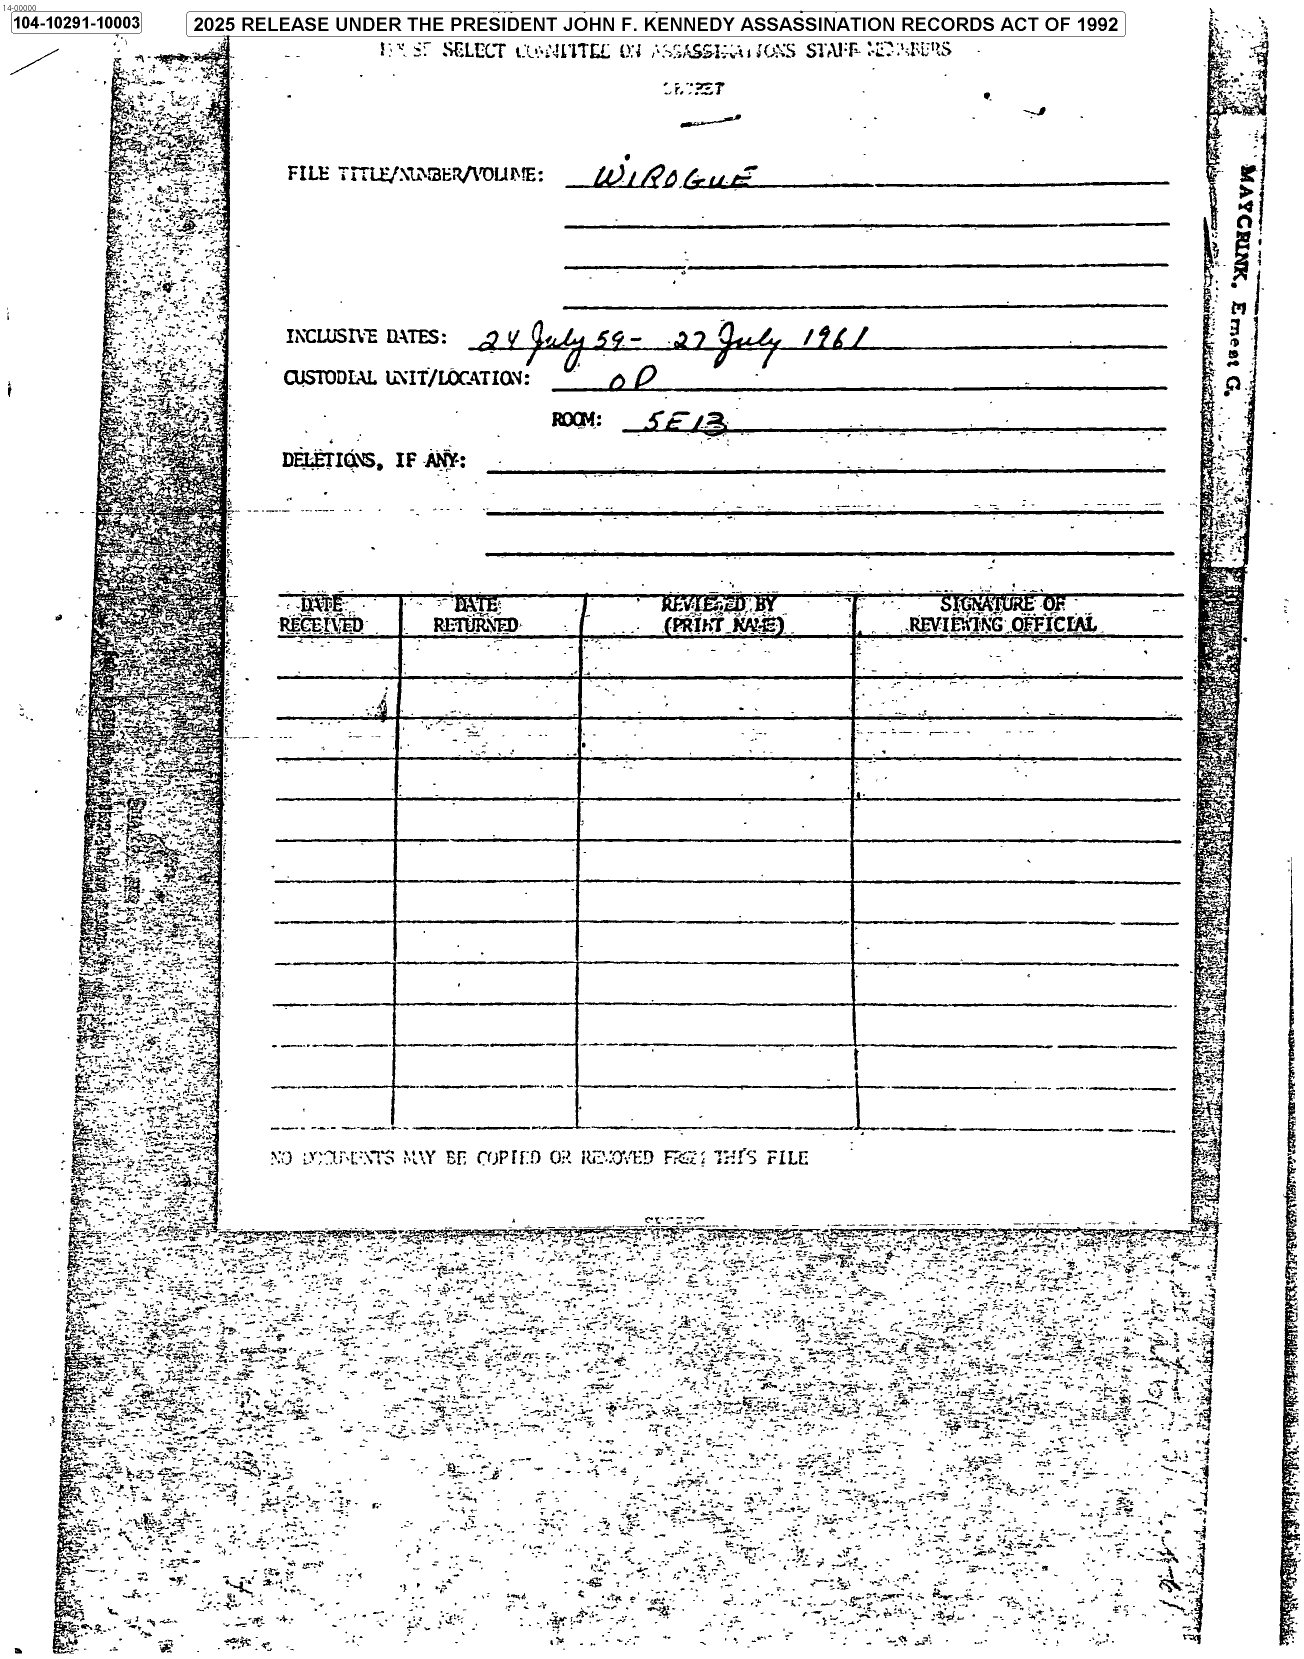 14-00000
104-10291-10003
2025 RELEASE UNDER THE PRESIDENT JOHN F. KENNEDY ASSASSINATION RECORDS ACT OF 1992
SELECT COMMITTEE ON ASSASSINATIONS STAFF MEMBERS
SECRET
FILE TITLE/NUMBER/VOLUME: WIROGUE
INCLUSIVE DATES: 24 July 59- 27 July 1961
CUSTODIAL UNIT/LOCATION: OP
ROOM: 5E13
DELETIONS, IF ANY:
DATE RECEIVED
DATE RETURNED
REVIEWED BY (PRINT NAME)
SIGNATURE OF REVIEWING OFFICIAL
NO DOCUMENTS MAY BE COPIED OR REMOVED FROM THIS FILE
MAYCRINK, Ernest G.